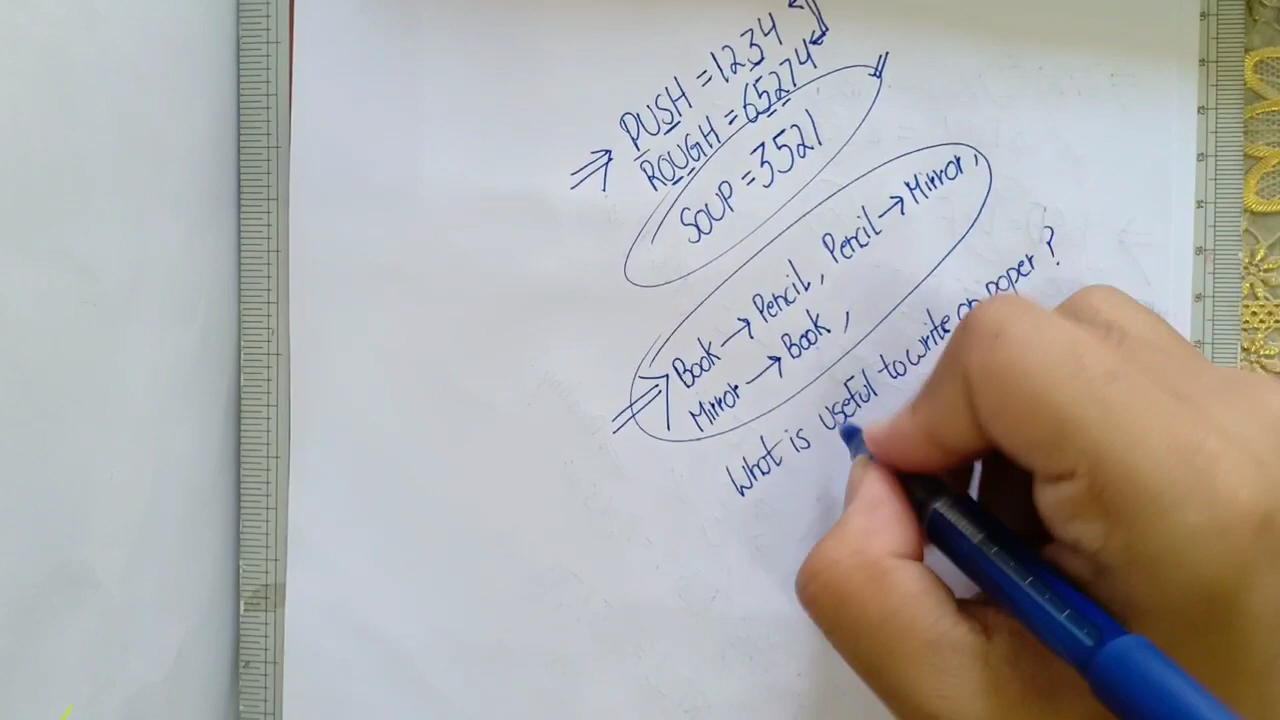 PUSH = 1234
ROUGH = 65274
SOUP = 3521
Book → Pencil, Pencil → Mirror,
Mirror → Book,
What is useful to write on paper?